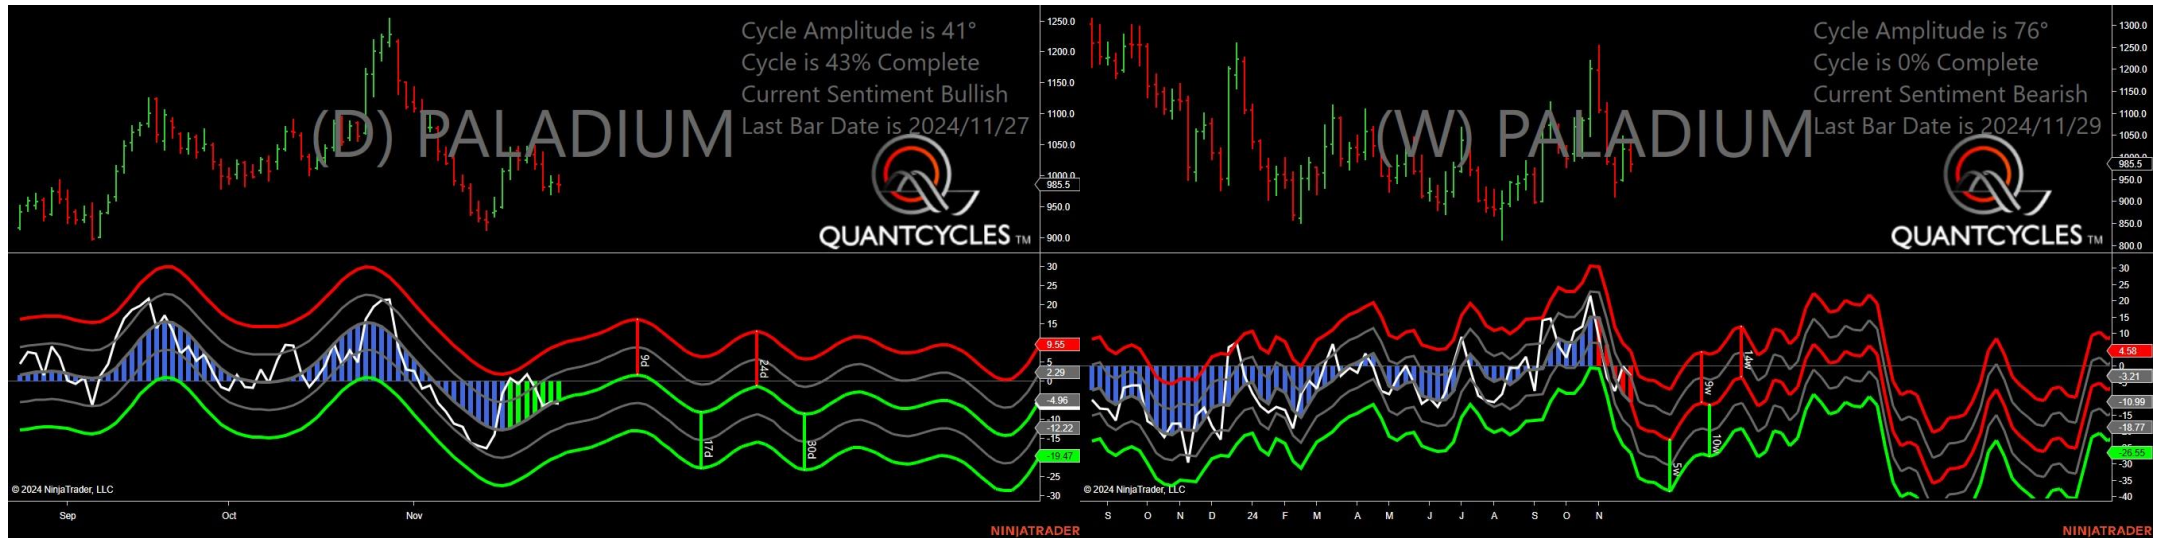 Cycle Amplitude is 41°
Cycle is 43% Complete
Current Sentiment Bullish
Last Bar Date is 2024/11/27
(D) PALADIUM
QUANTCYCLES TM
1250.0
1200.0
1150.0
1100.0
1050.0
1000.0
985.5
950.0
900.0
30
25
20
15
9.55
5
2.29
0
-4.96
-12.22
-15
-19.47
-25
-30
9d
24d
17d
30d
© 2024 NinjaTrader, LLC
Sep
Oct
Nov
NINJATRADER
Cycle Amplitude is 76°
Cycle is 0% Complete
Current Sentiment Bearish
Last Bar Date is 2024/11/29
(W) PALADIUM
QUANTCYCLES TM
1300.0
1250.0
1200.0
1150.0
1100.0
1050.0
985.5
950.0
900.0
850.0
800.0
30
25
20
15
10
4.58
0
-3.21
-10.99
-15
-18.77
-26.55
-30
-35
-40
9w
14w
10w
5w
© 2024 NinjaTrader, LLC
S O N D 24 F M A M J J A S O N
NINJATRADER